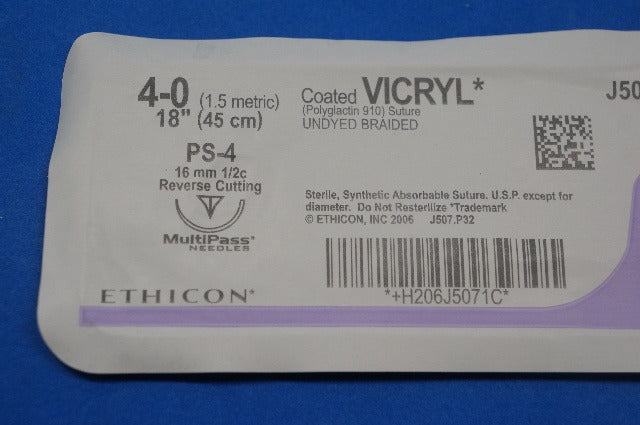 4-0 (1.5 metric)
18" (45 cm)
PS-4
16 mm 1/2c
Reverse Cutting
MultiPass*
NEEDLES
ETHICON*
Coated VICRYL*
(Polyglactin 910) Suture
UNDYED BRAIDED
J50
Sterile, Synthetic Absorbable Suture. U.S.P. except for
diameter. Do Not Resterilize *Trademark
© ETHICON, INC 2006 J507.P32
*+H206J5071C*